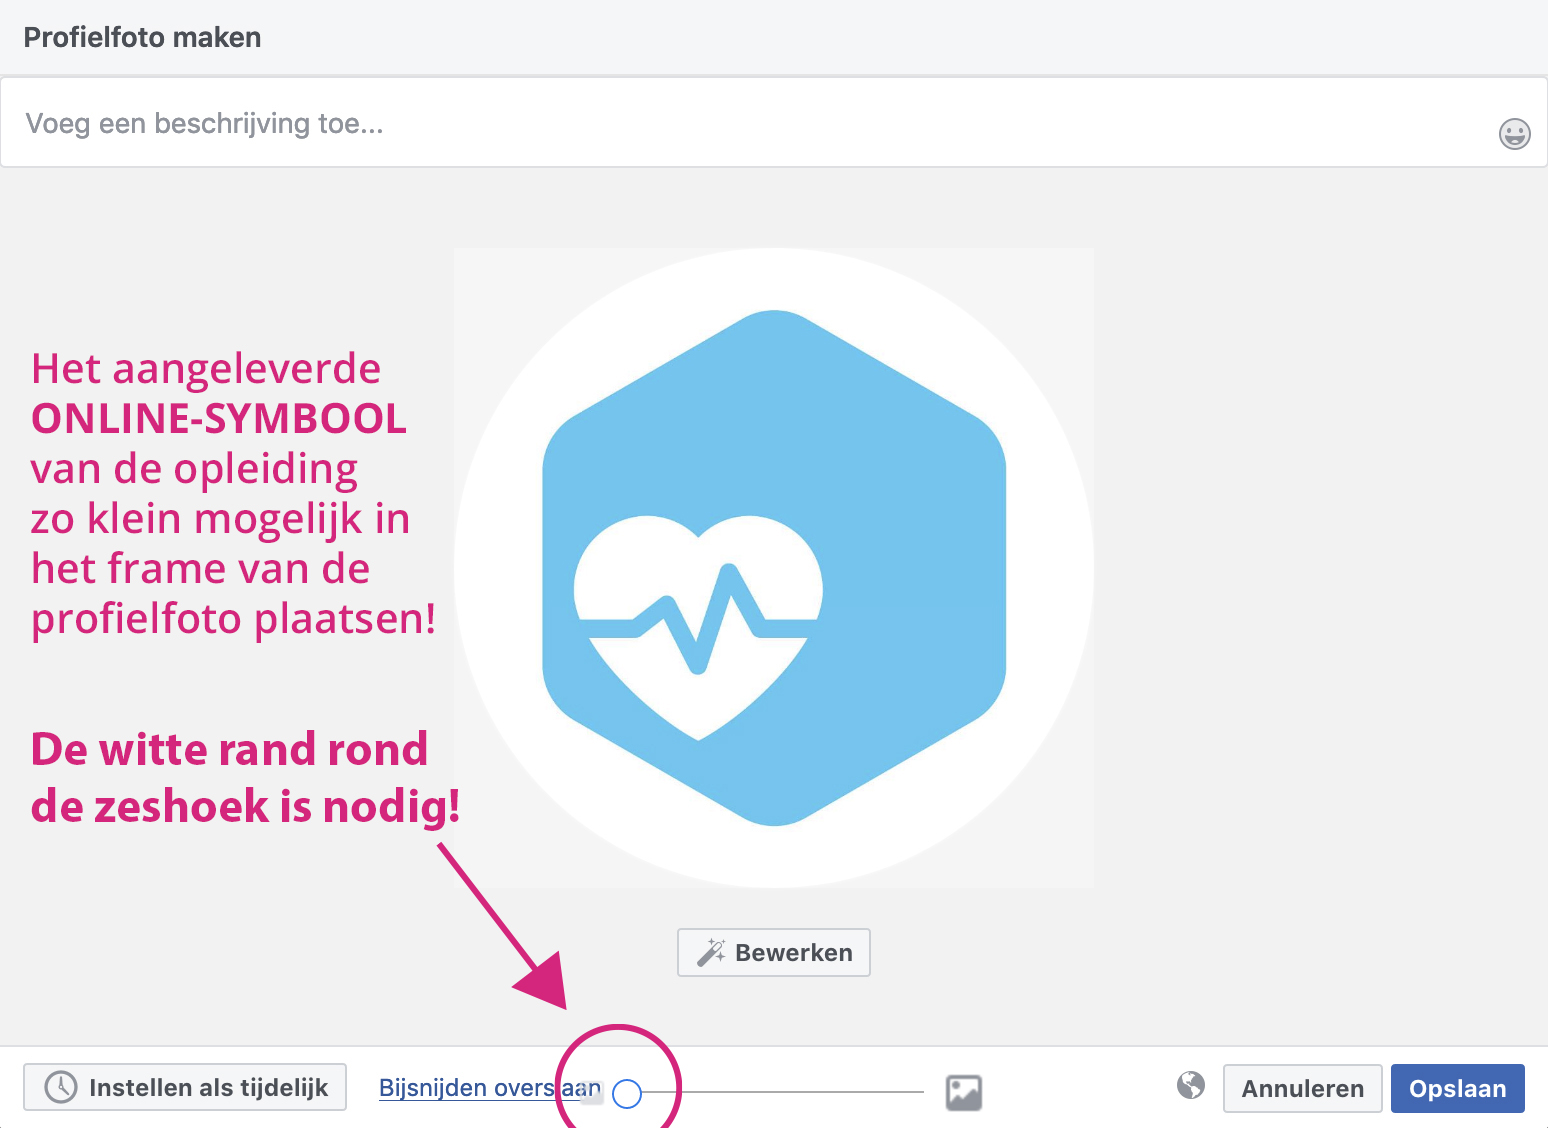 Profielfoto maken
Voeg een beschrijving toe...
Het aangeleverde
ONLINE-SYMBOOL
van de opleiding
zo klein mogelijk in
het frame van de
profielfoto plaatsen!
De witte rand rond
de zeshoek is nodig!
Bewerken
Instellen als tijdelijk
Bijsnijden overslaan
Annuleren
Opslaan